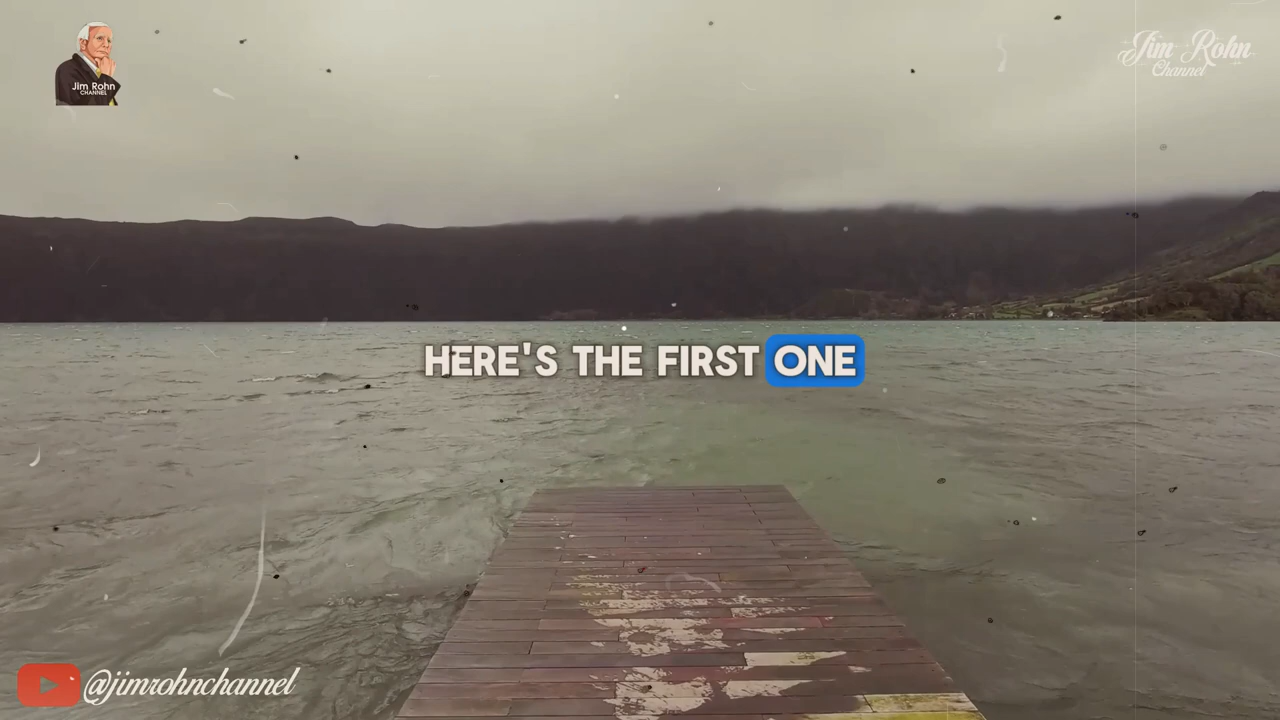 Jim Rohn
CHANNEL
Jim Rohn
Channel
HERE'S THE FIRST ONE
@jimrohnchannel